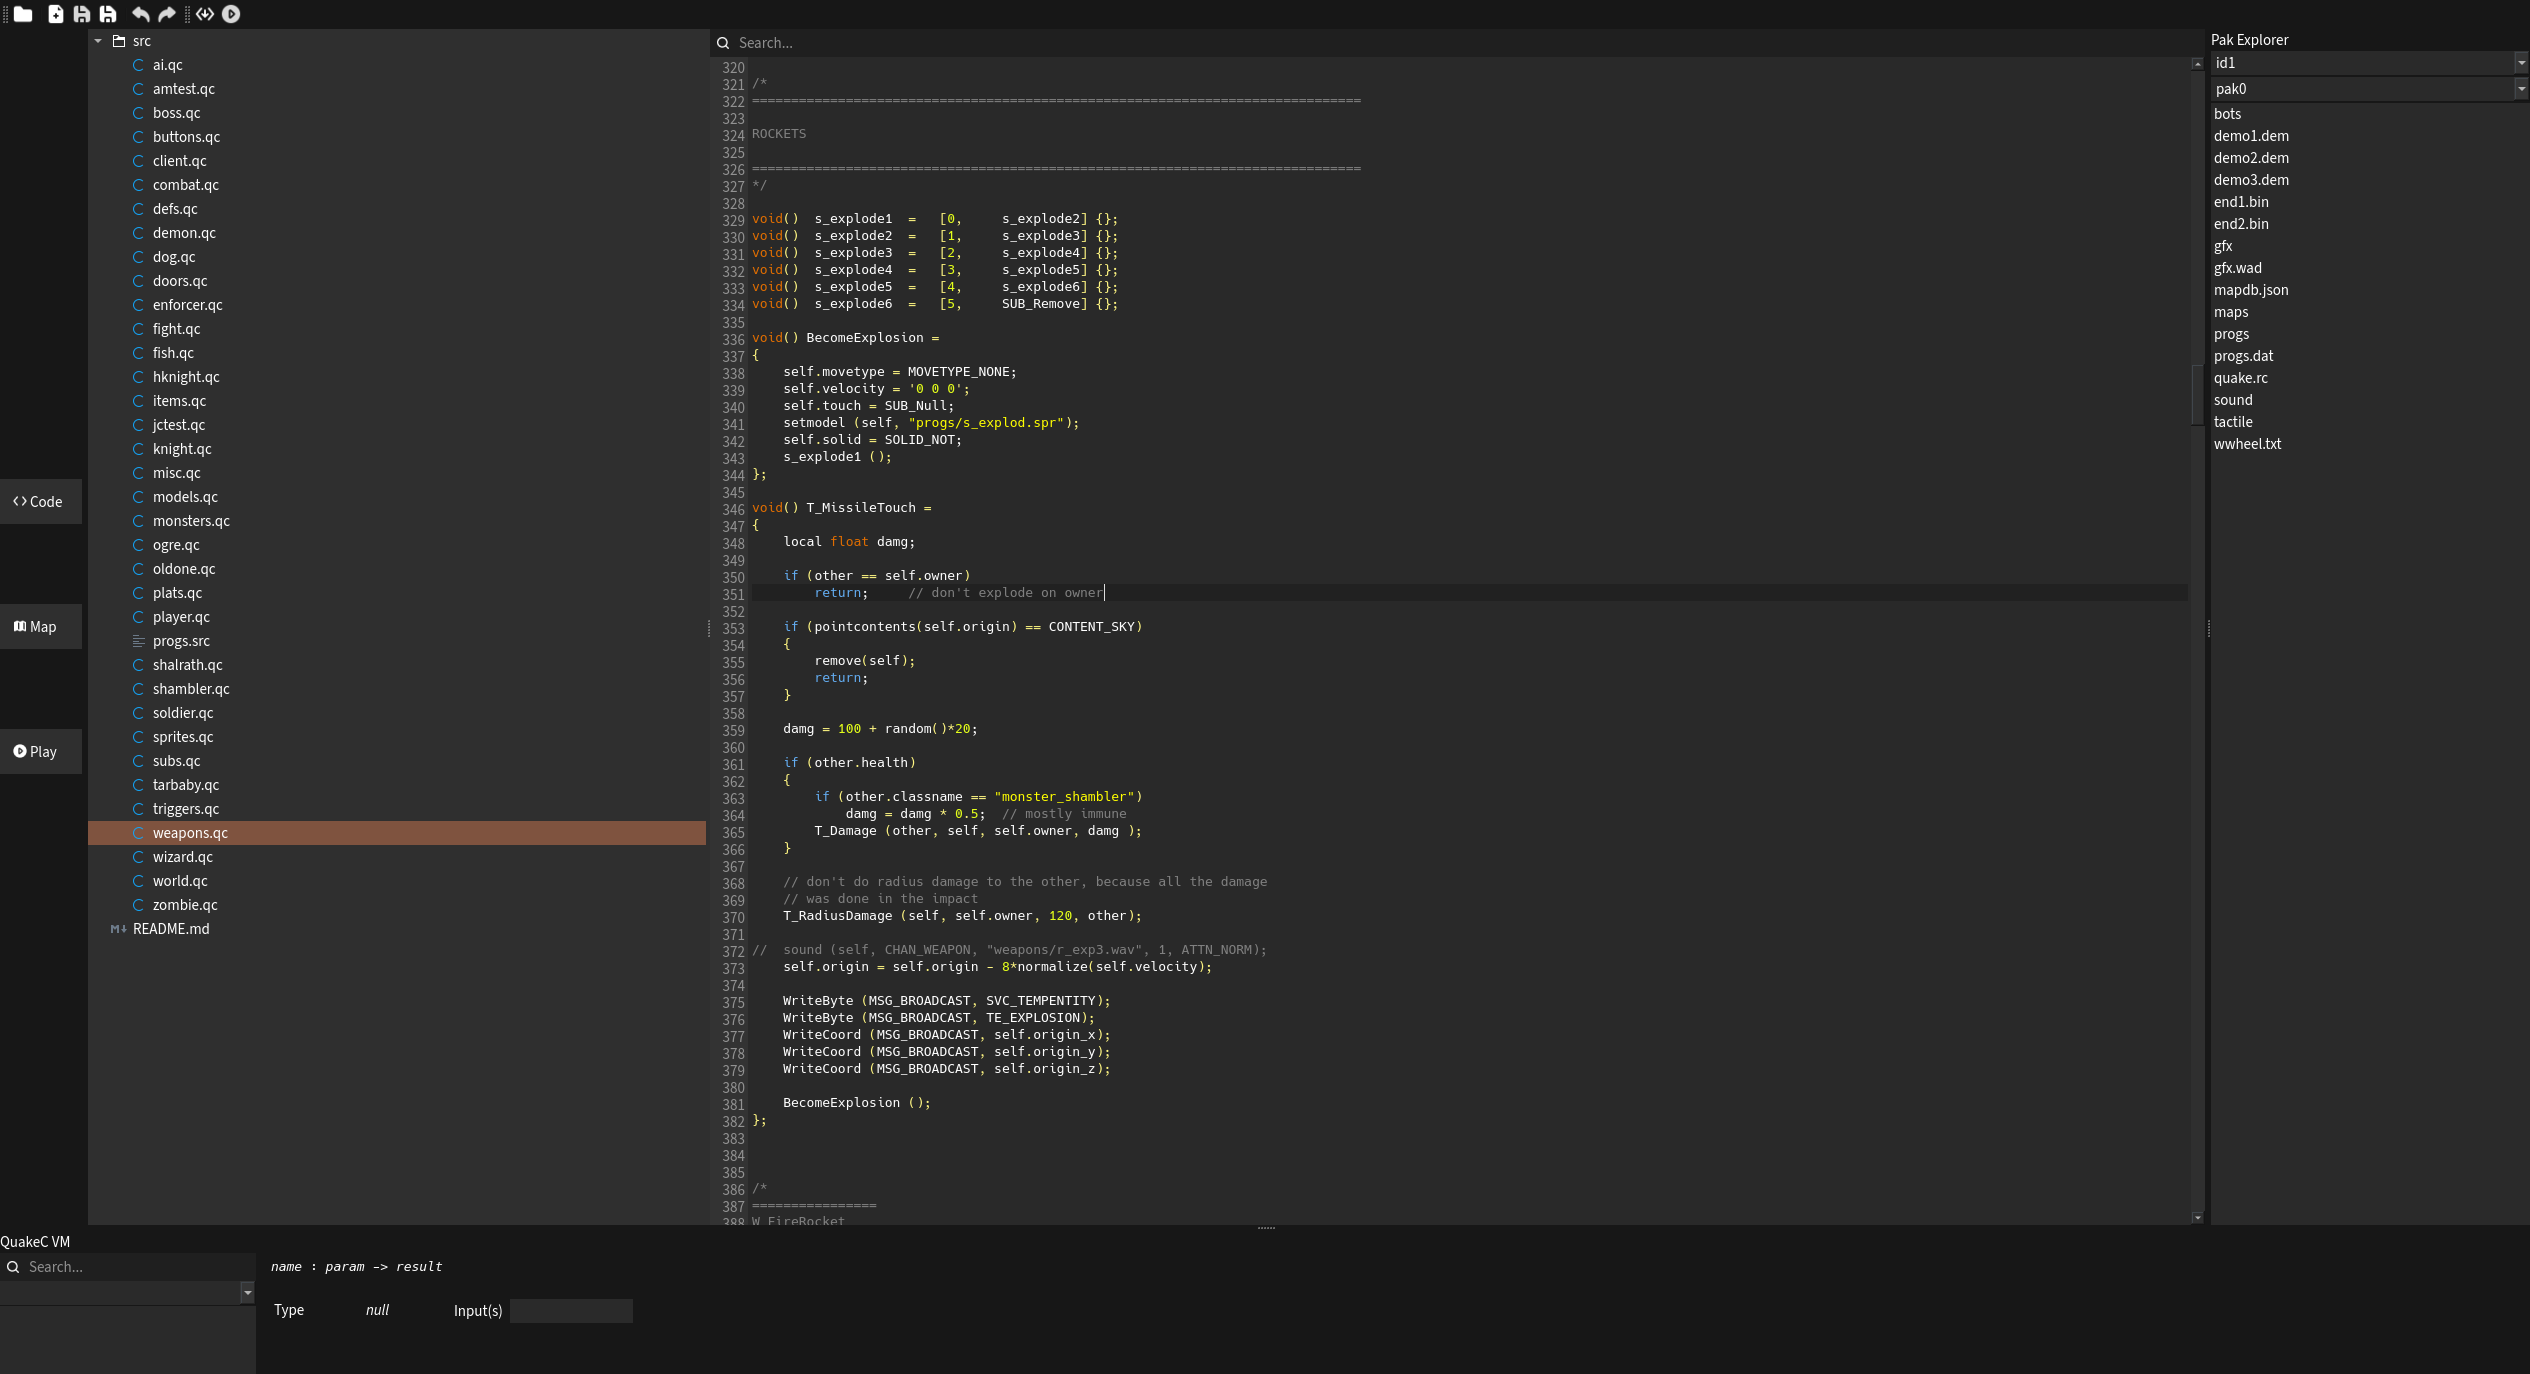 src
ai.qc
amtest.qc
boss.qc
buttons.qc
client.qc
combat.qc
defs.qc
demon.qc
dog.qc
doors.qc
enforcer.qc
fight.qc
fish.qc
hknight.qc
items.qc
jctest.qc
knight.qc
misc.qc
models.qc
monsters.qc
ogre.qc
oldone.qc
plats.qc
player.qc
progs.src
shalrath.qc
shambler.qc
soldier.qc
sprites.qc
subs.qc
tarbaby.qc
triggers.qc
weapons.qc
wizard.qc
world.qc
zombie.qc
README.md
Code
Map
Play
Search...
320
321 /*
322 ==============================================================================
323
324 ROCKETS
325
326 ==============================================================================
327 */
328
329 void()  s_explode1  =   [0,     s_explode2] {};
330 void()  s_explode2  =   [1,     s_explode3] {};
331 void()  s_explode3  =   [2,     s_explode4] {};
332 void()  s_explode4  =   [3,     s_explode5] {};
333 void()  s_explode5  =   [4,     s_explode6] {};
334 void()  s_explode6  =   [5,     SUB_Remove] {};
335
336 void() BecomeExplosion =
337 {
338     self.movetype = MOVETYPE_NONE;
339     self.velocity = '0 0 0';
340     self.touch = SUB_Null;
341     setmodel (self, "progs/s_explod.spr");
342     self.solid = SOLID_NOT;
343     s_explode1 ();
344 };
345
346 void() T_MissileTouch =
347 {
348     local float damg;
349
350     if (other == self.owner)
351         return;     // don't explode on owner
352
353     if (pointcontents(self.origin) == CONTENT_SKY)
354     {
355         remove(self);
356         return;
357     }
358
359     damg = 100 + random()*20;
360
361     if (other.health)
362     {
363         if (other.classname == "monster_shambler")
364             damg = damg * 0.5;  // mostly immune
365         T_Damage (other, self, self.owner, damg );
366     }
367
368     // don't do radius damage to the other, because all the damage
369     // was done in the impact
370     T_RadiusDamage (self, self.owner, 120, other);
371
372 //  sound (self, CHAN_WEAPON, "weapons/r_exp3.wav", 1, ATTN_NORM);
373     self.origin = self.origin - 8*normalize(self.velocity);
374
375     WriteByte (MSG_BROADCAST, SVC_TEMPENTITY);
376     WriteByte (MSG_BROADCAST, TE_EXPLOSION);
377     WriteCoord (MSG_BROADCAST, self.origin_x);
378     WriteCoord (MSG_BROADCAST, self.origin_y);
379     WriteCoord (MSG_BROADCAST, self.origin_z);
380
381     BecomeExplosion ();
382 };
383
384
385
386 /*
387 ================
388 W_FireRocket
Pak Explorer
id1
pak0
bots
demo1.dem
demo2.dem
demo3.dem
end1.bin
end2.bin
gfx
gfx.wad
mapdb.json
maps
progs
progs.dat
quake.rc
sound
tactile
wwheel.txt
QuakeC VM
Search...
name : param -> result
Type null Input(s)